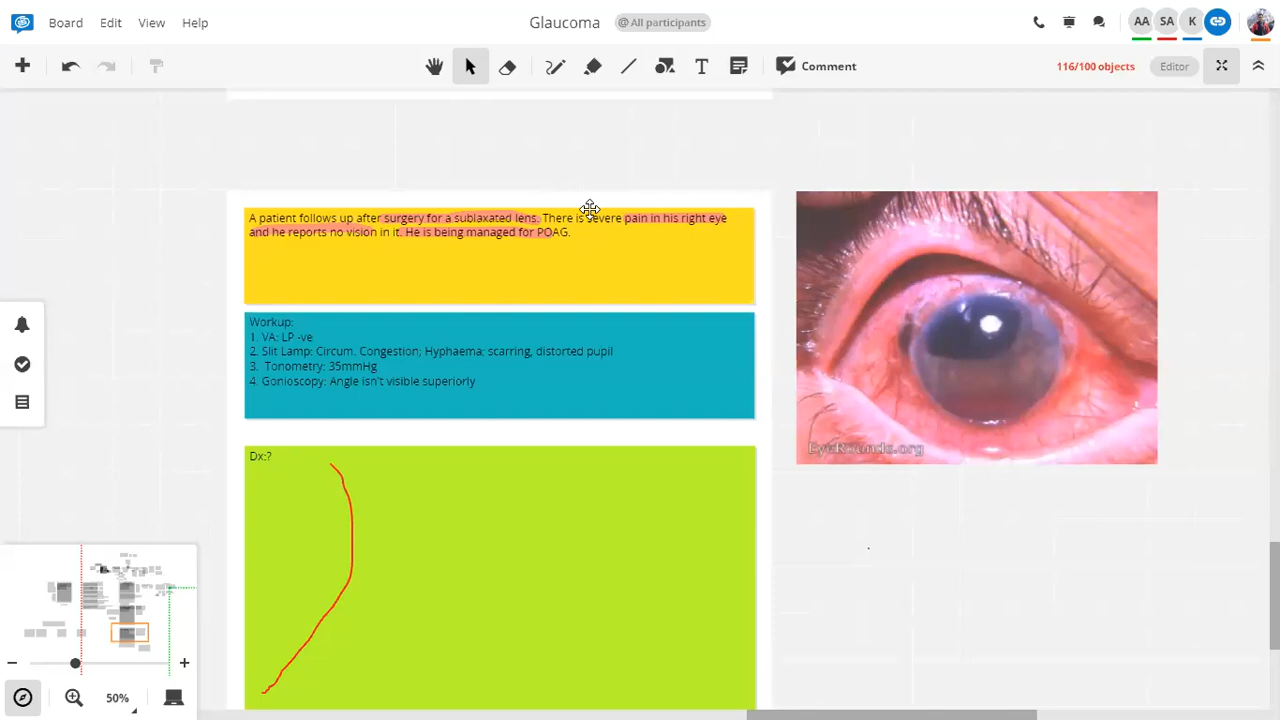 Board Edit View Help
Glaucoma @ All participants
AA SA K
Comment
116/100 objects
Editor
A patient follows up after surgery for a sublaxated lens. There is severe pain in his right eye
and he reports no vision in it. He is being managed for POAG.
Workup:
1. VA: LP -ve
2. Slit Lamp: Circum. Congestion; Hyphaema; scarring, distorted pupil
3. Tonometry: 35mmHg
4. Gonioscopy: Angle isn't visible superiorly
EyeRounds.org
Dx:?
50%